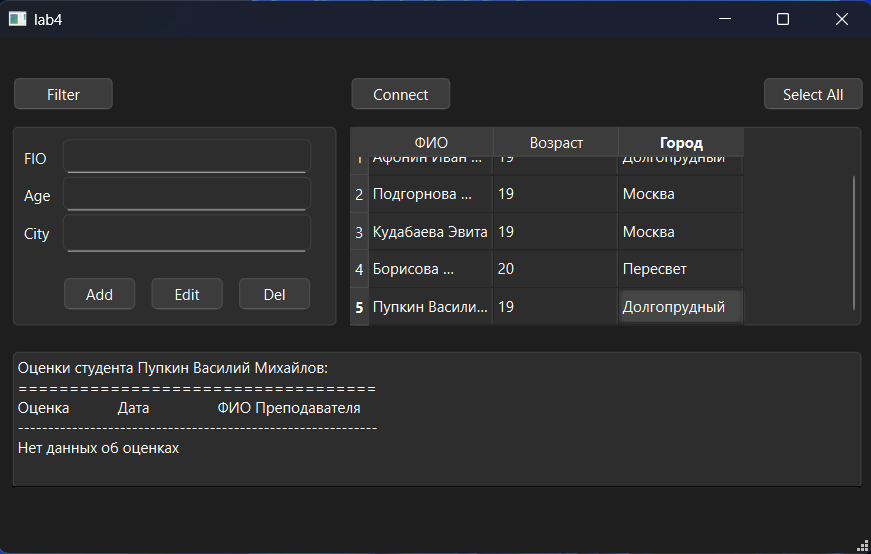 lab4
Filter Connect Select All
FIO
Age
City
Add Edit Del
ФИО Возраст Город
1 Афонин Иван ... 19 Долгопрудный
2 Подгорнова ... 19 Москва
3 Кудабаева Эвита 19 Москва
4 Борисова ... 20 Пересвет
5 Пупкин Васили... 19 Долгопрудный
Оценки студента Пупкин Василий Михайлов:
===================================
Оценка Дата ФИО Преподавателя
------------------------------------------------------------
Нет данных об оценках